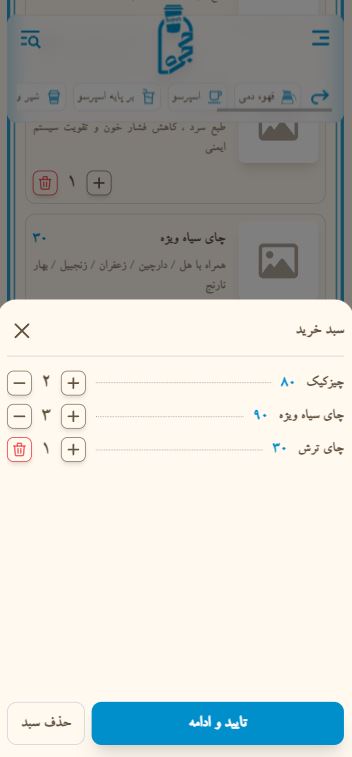 قهوه دمی
اسپرسو
بر پایه اسپرسو
شیر و
طبع سرد ، کاهش فشار خون و تقویت سیستم
ایمنی
۱
چای سیاه ویژه
۳۰
همراه با هل / دارچین / زعفران / زنجبیل / بهار
نارنج
سبد خرید
چیزکیک ۸۰ ۲
چای سیاه ویژه ۹۰ ۳
چای ترش ۳۰ ۱
تایید و ادامه
حذف سبد